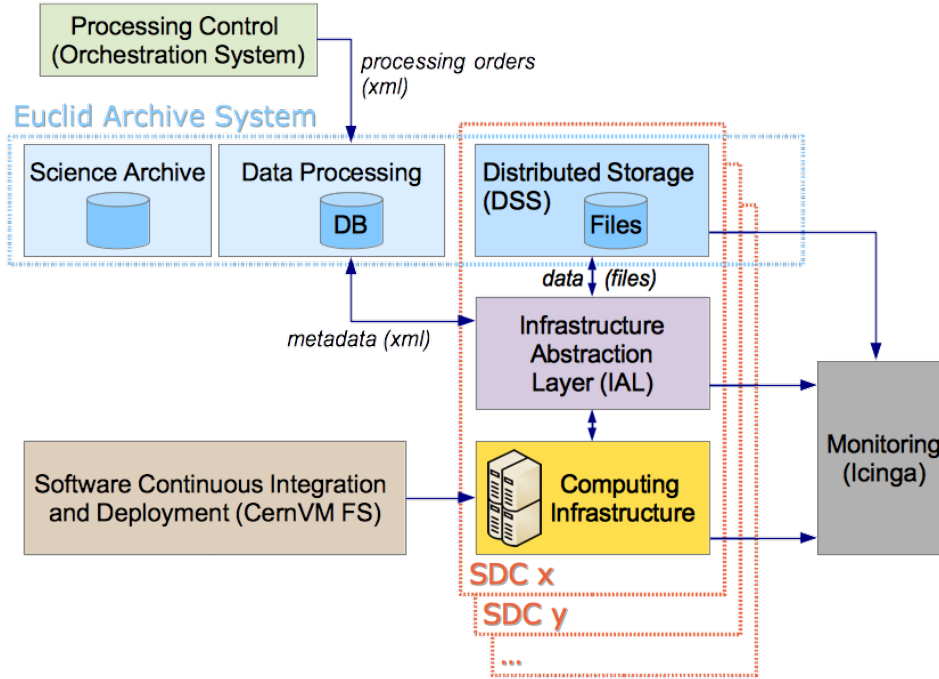 Processing Control
(Orchestration System)
processing orders
(xml)
Euclid Archive System
Science Archive
Data Processing
DB
Distributed Storage
(DSS)
Files
data (files)
metadata (xml)
Infrastructure
Abstraction
Layer (IAL)
Monitoring
(Icinga)
Software Continuous Integration
and Deployment (CernVM FS)
Computing
Infrastructure
SDC x
SDC y
...